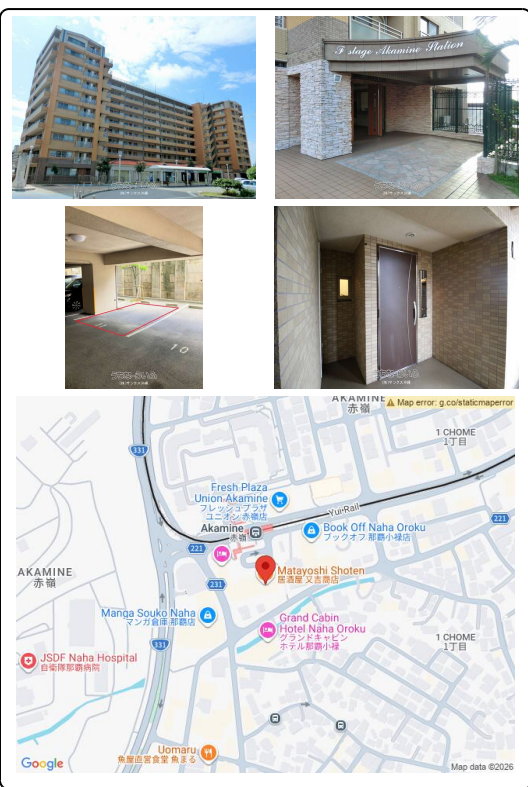 F stage Akamine Station
11
10
AKAMINE
赤嶺
Map error: g.co/staticmaperror
331
1 CHOME
1丁目
Fresh Plaza
Union Akamine
フレッシュプラザ
ユニオン 赤嶺店
Yui-Rail
221
Akamine
赤嶺
Book Off Naha Oroku
ブックオフ 那覇小禄店
221
AKAMINE
赤嶺
231
Matayoshi Shoten
居酒屋 又吉商店
Manga Souko Naha
マンガ倉庫 那覇店
Grand Cabin
Hotel Naha Oroku
グランドキャビン
ホテル那覇小禄
331
1 CHOME
1丁目
JSDF Naha Hospital
自衛隊那覇病院
Uomaru
魚屋直営食堂 魚まる
Google
Map data ©2026